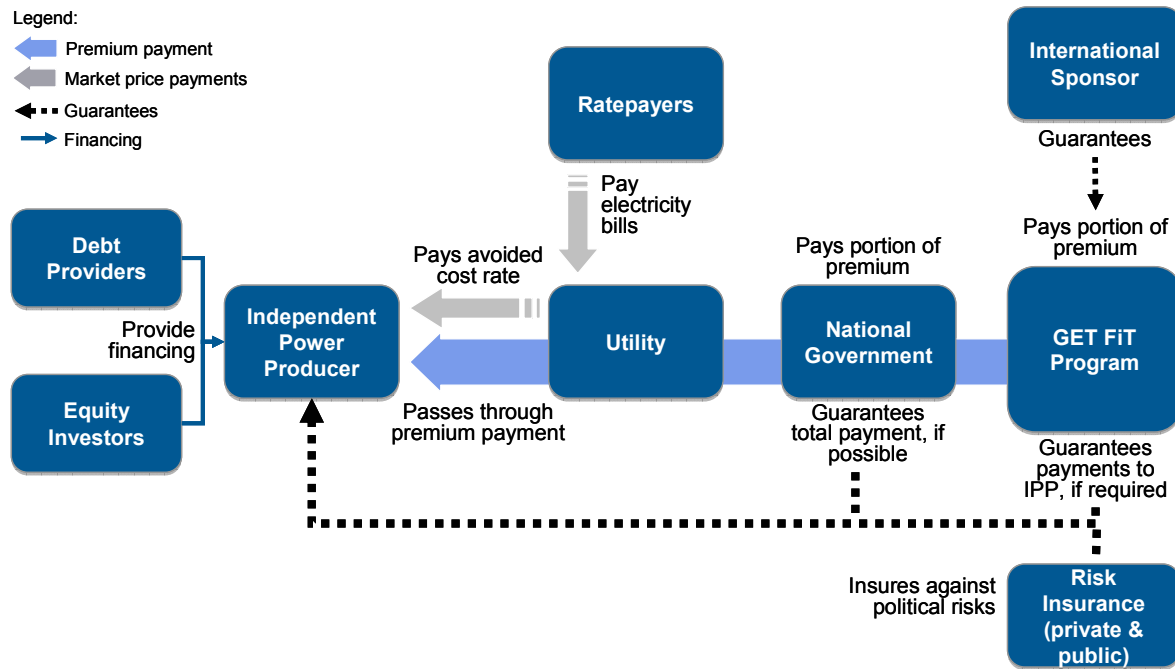 Legend:
Premium payment
Market price payments
Guarantees
Financing
International
Sponsor
Ratepayers
Guarantees
Pay
electricity
bills
Debt
Providers
Pays portion of
premium
Pays avoided
cost rate
Pays portion of
premium
Provide
financing
Independent
Power
Producer
Utility
National
Government
GET FiT
Program
Equity
Investors
Passes through
premium payment
Guarantees
total payment, if
possible
Guarantees
payments to
IPP, if required
Insures against
political risks
Risk
Insurance
(private &
public)